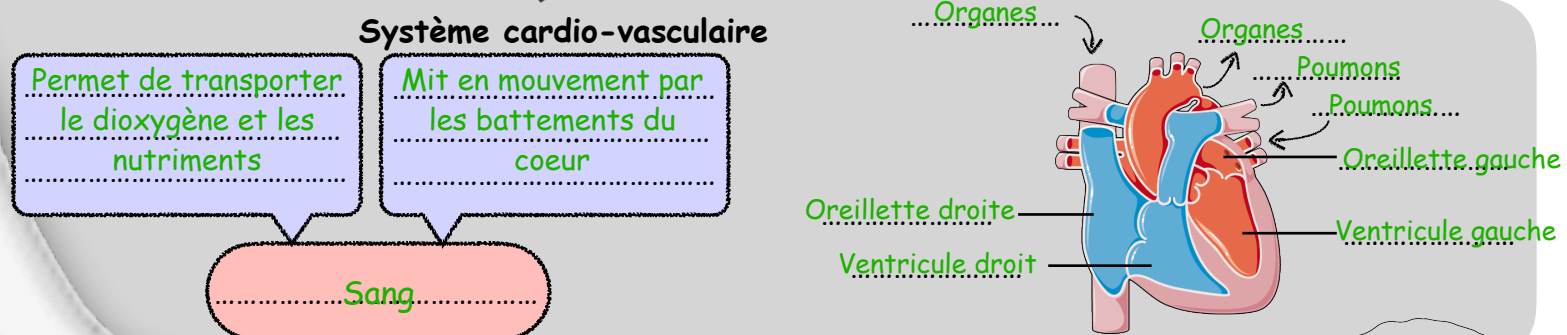 Système cardio-vasculaire
Permet de transporter
le dioxygène et les
nutriments
Mit en mouvement par
les battements du
coeur
Sang
Organes
Organes
Poumons
Poumons
Oreillette gauche
Oreillette droite
Ventricule gauche
Ventricule droit